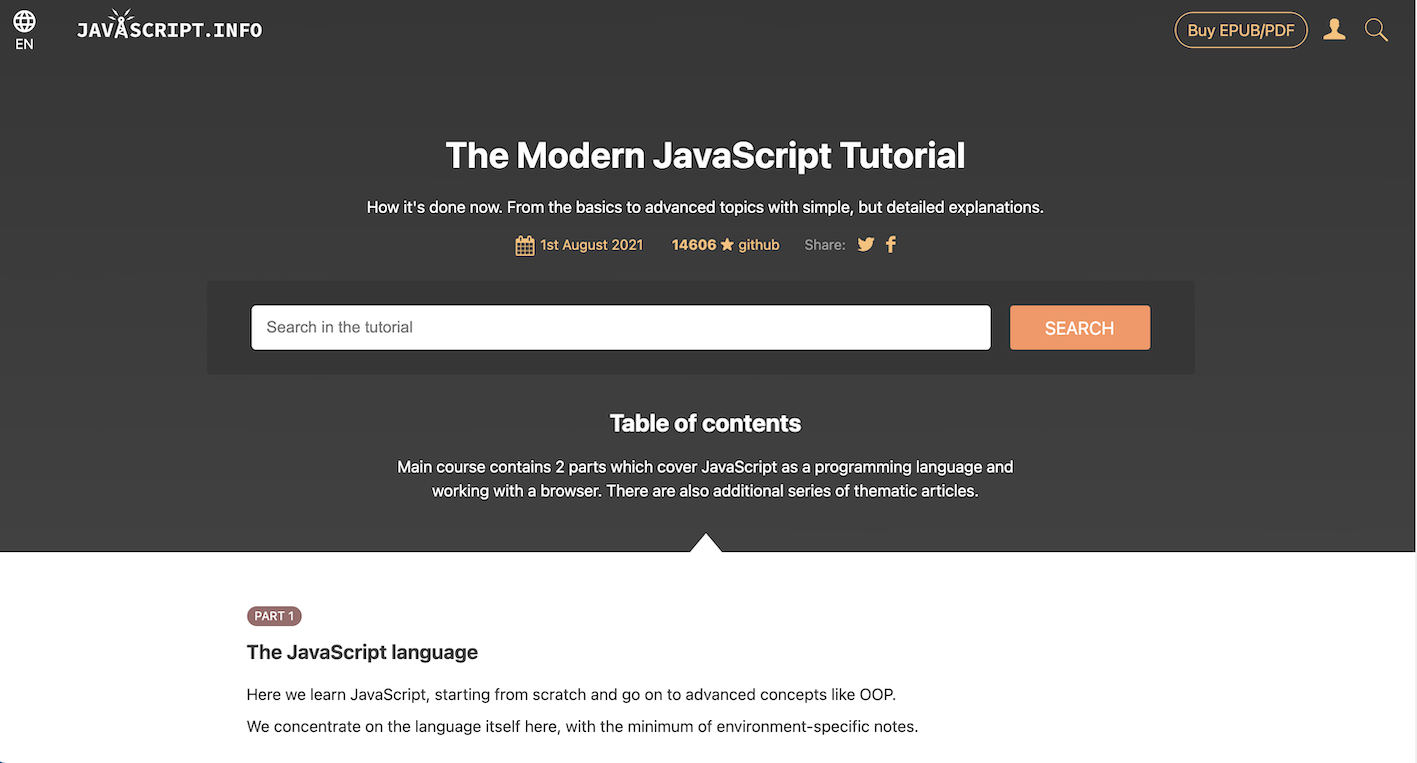 EN
JAVASCRIPT.INFO
Buy EPUB/PDF
The Modern JavaScript Tutorial
How it's done now. From the basics to advanced topics with simple, but detailed explanations.
1st August 2021 14606 github Share:
Search in the tutorial
SEARCH
Table of contents
Main course contains 2 parts which cover JavaScript as a programming language and
working with a browser. There are also additional series of thematic articles.
PART 1
The JavaScript language
Here we learn JavaScript, starting from scratch and go on to advanced concepts like OOP.
We concentrate on the language itself here, with the minimum of environment-specific notes.